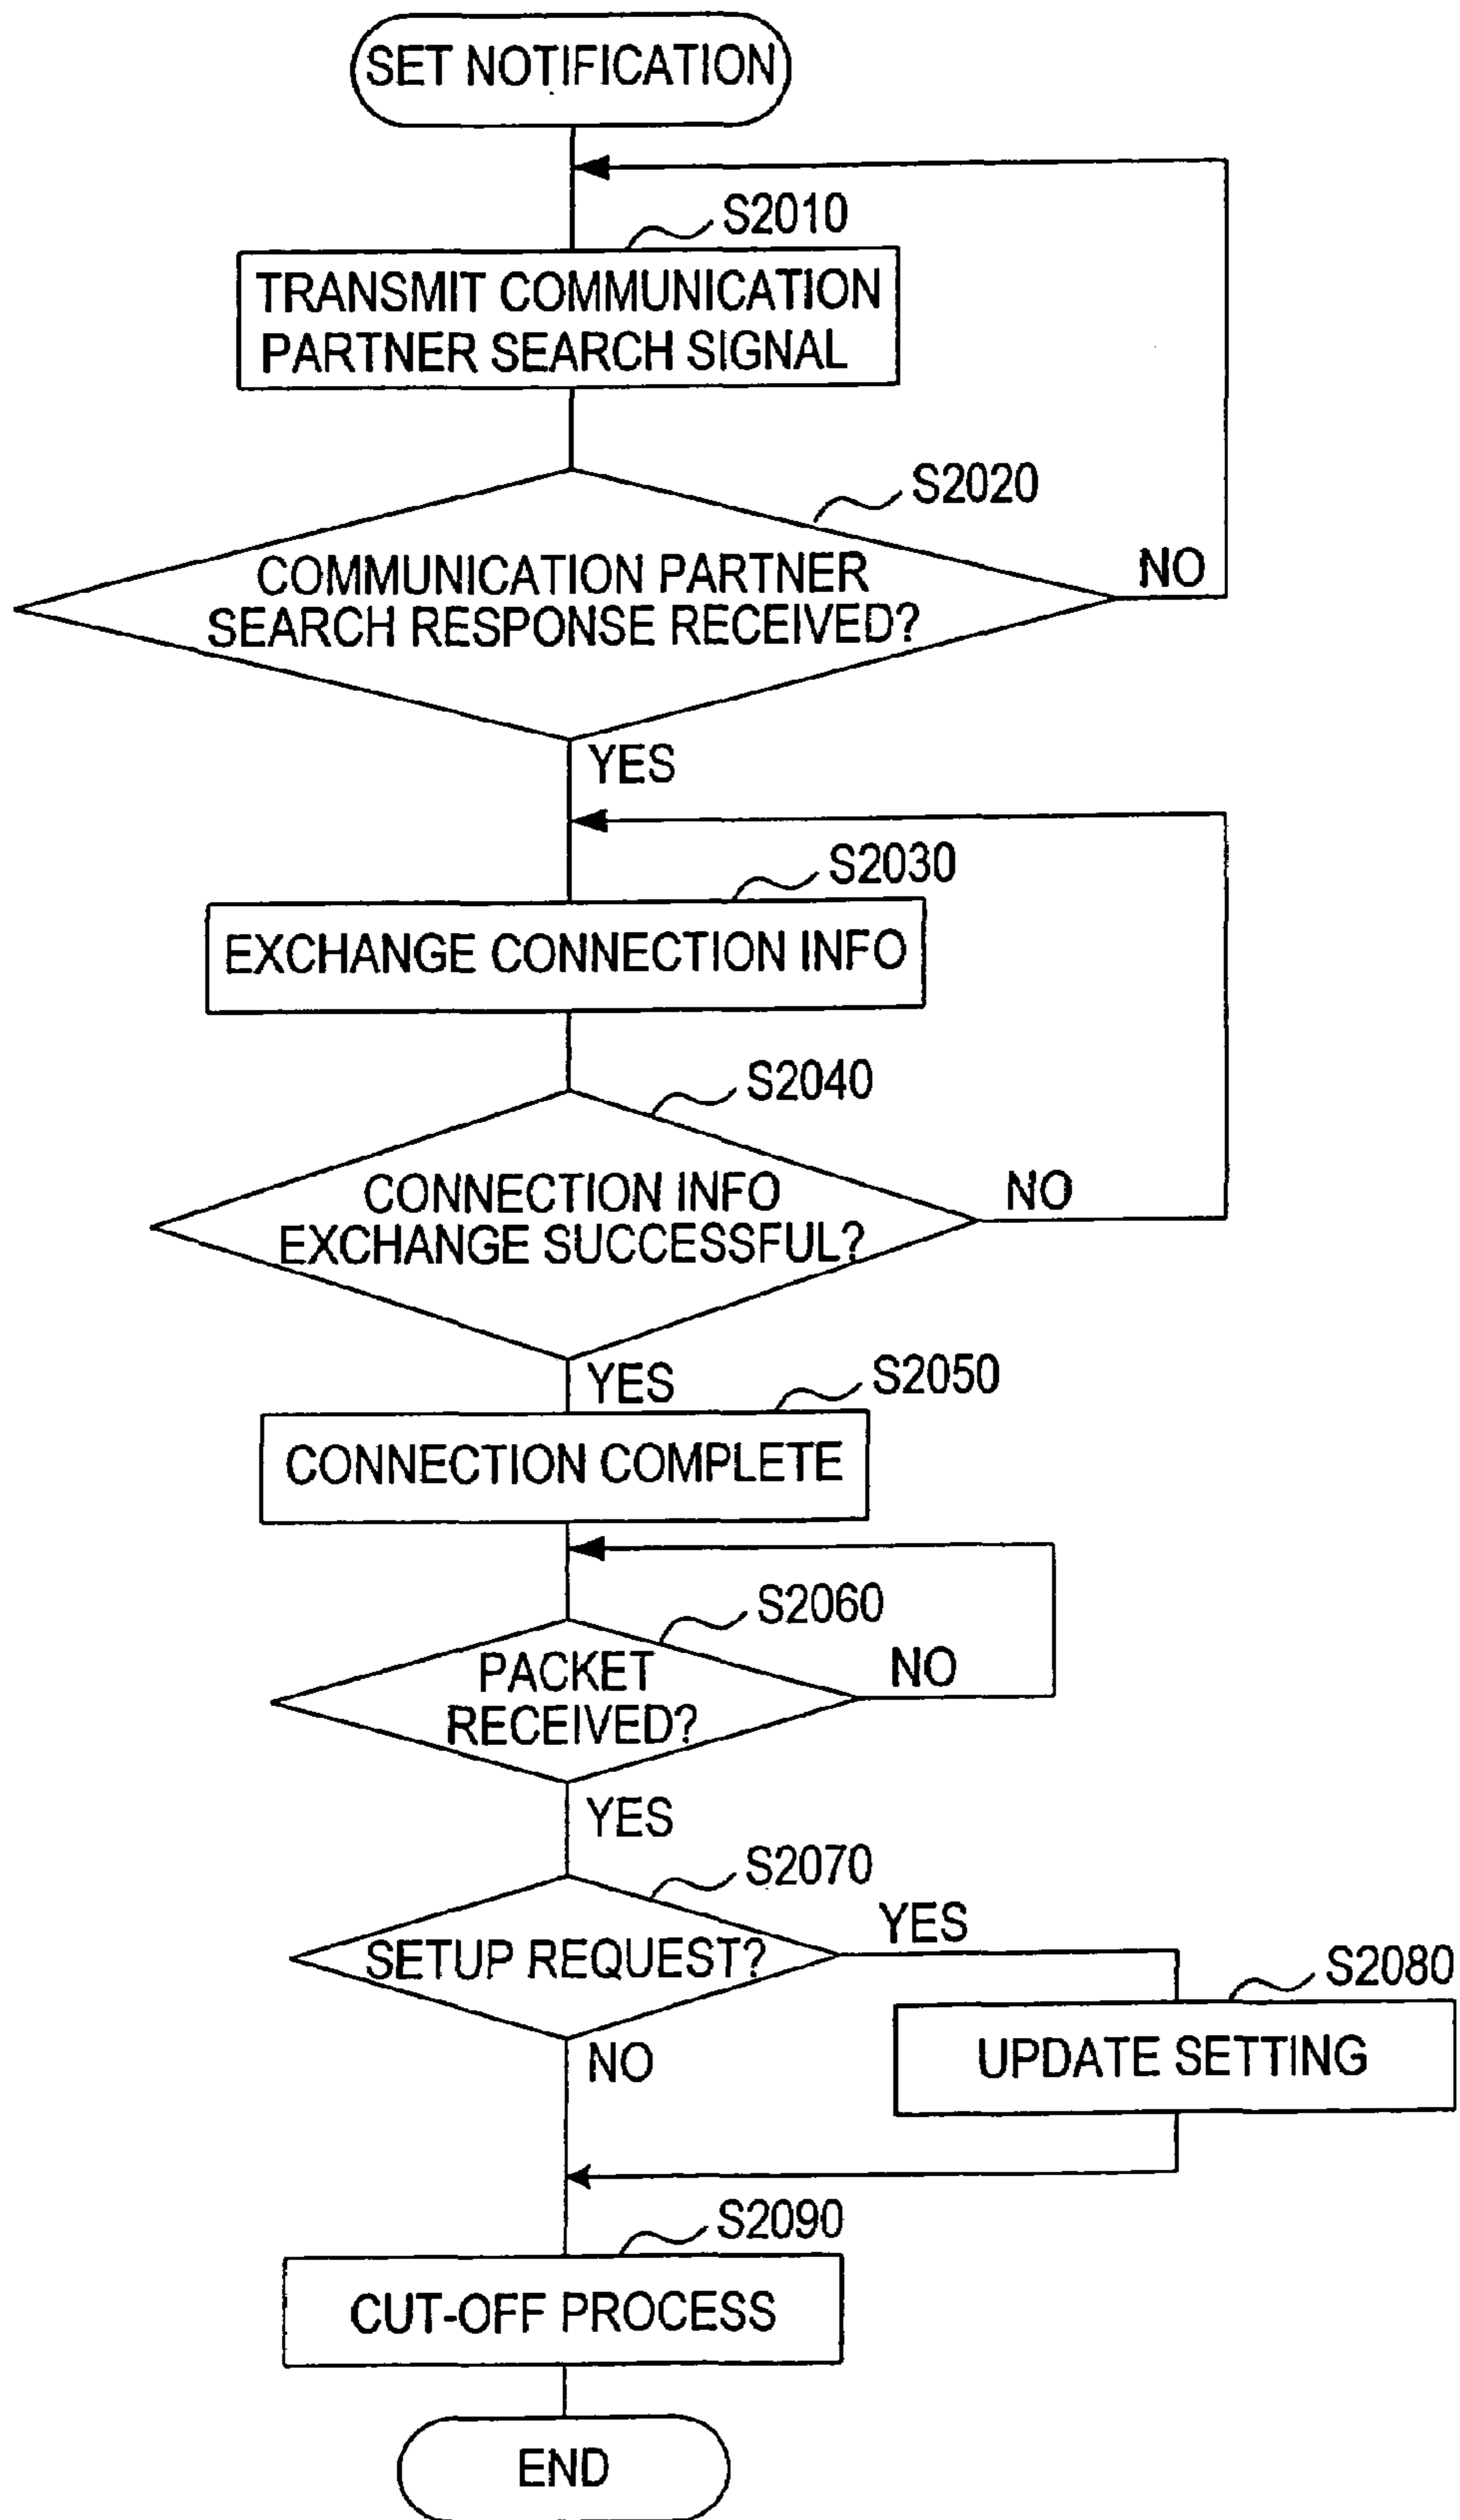 SET NOTIFICATION
S2010
TRANSMIT COMMUNICATION
PARTNER SEARCH SIGNAL
S2020
COMMUNICATION PARTNER
SEARCH RESPONSE RECEIVED?
NO
YES
S2030
EXCHANGE CONNECTION INFO
S2040
CONNECTION INFO
EXCHANGE SUCCESSFUL?
NO
YES
S2050
CONNECTION COMPLETE
S2060
PACKET
RECEIVED?
NO
YES
S2070
SETUP REQUEST?
YES
S2080
UPDATE SETTING
NO
S2090
CUT-OFF PROCESS
END